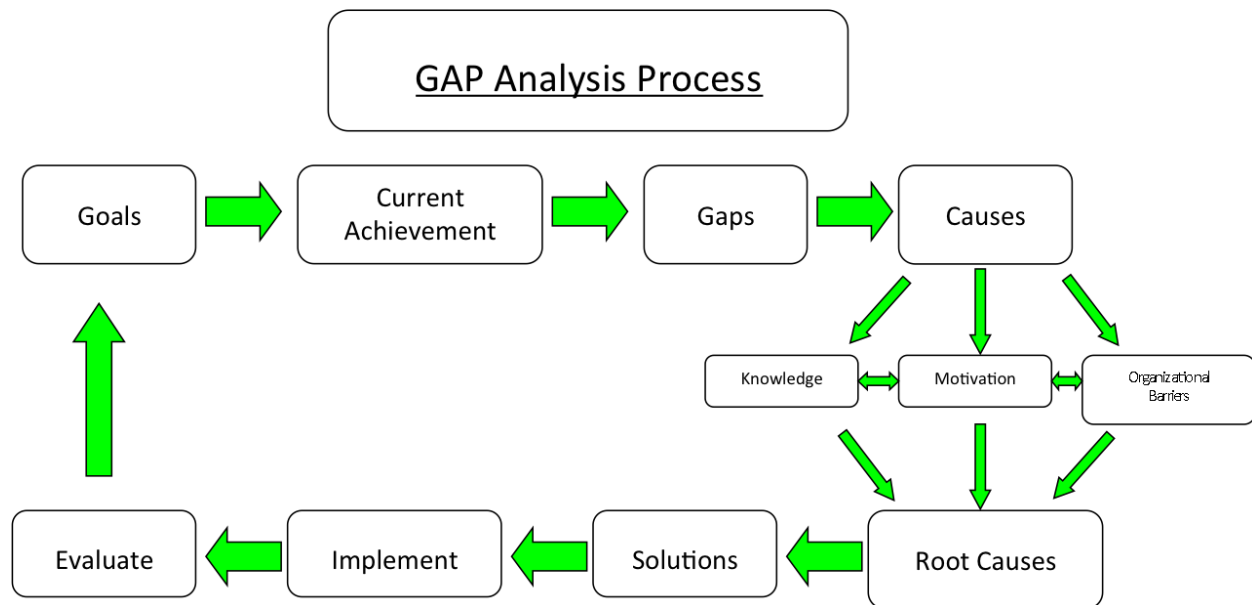 GAP Analysis Process
Goals
Current
Achievement
Gaps
Causes
Knowledge
Motivation
Organizational
Barriers
Evaluate
Implement
Solutions
Root Causes